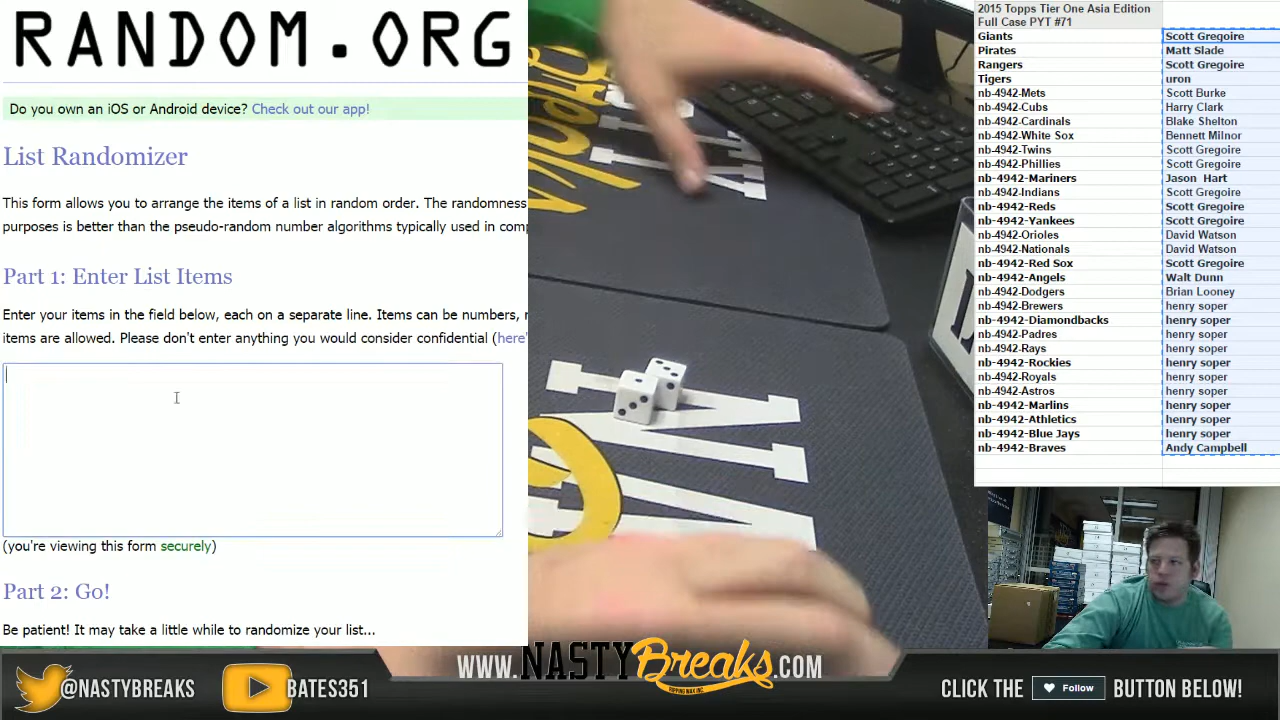 RANDOM.ORG
Do you own an iOS or Android device? Check out our app!
List Randomizer
This form allows you to arrange the items of a list in random order. The randomness
purposes is better than the pseudo-random number algorithms typically used in com
Part 1: Enter List Items
Enter your items in the field below, each on a separate line. Items can be numbers,
items are allowed. Please don't enter anything you would consider confidential (here'
(you're viewing this form securely)
Part 2: Go!
Be patient! It may take a little while to randomize your list...
2015 Topps Tier One Asia Edition
Full Case PYT #71
Giants Scott Gregoire
Pirates Matt Slade
Rangers Scott Gregoire
Tigers uron
nb-4942-Mets Scott Burke
nb-4942-Cubs Harry Clark
nb-4942-Cardinals Blake Shelton
nb-4942-White Sox Bennett Milnor
nb-4942-Twins Scott Gregoire
nb-4942-Phillies Scott Gregoire
nb-4942-Mariners Jason Hart
nb-4942-Indians Scott Gregoire
nb-4942-Reds Scott Gregoire
nb-4942-Yankees Scott Gregoire
nb-4942-Orioles David Watson
nb-4942-Nationals David Watson
nb-4942-Red Sox Scott Gregoire
nb-4942-Angels Walt Dunn
nb-4942-Dodgers Brian Looney
nb-4942-Brewers henry soper
nb-4942-Diamondbacks henry soper
nb-4942-Padres henry soper
nb-4942-Rays henry soper
nb-4942-Rockies henry soper
nb-4942-Royals henry soper
nb-4942-Astros henry soper
nb-4942-Marlins henry soper
nb-4942-Athletics henry soper
nb-4942-Blue Jays henry soper
nb-4942-Braves Andy Campbell
@NASTYBREAKS
BATES351
WWW.NASTYBreaks.COM
RIPPING WAX INC.
CLICK THE Follow BUTTON BELOW!